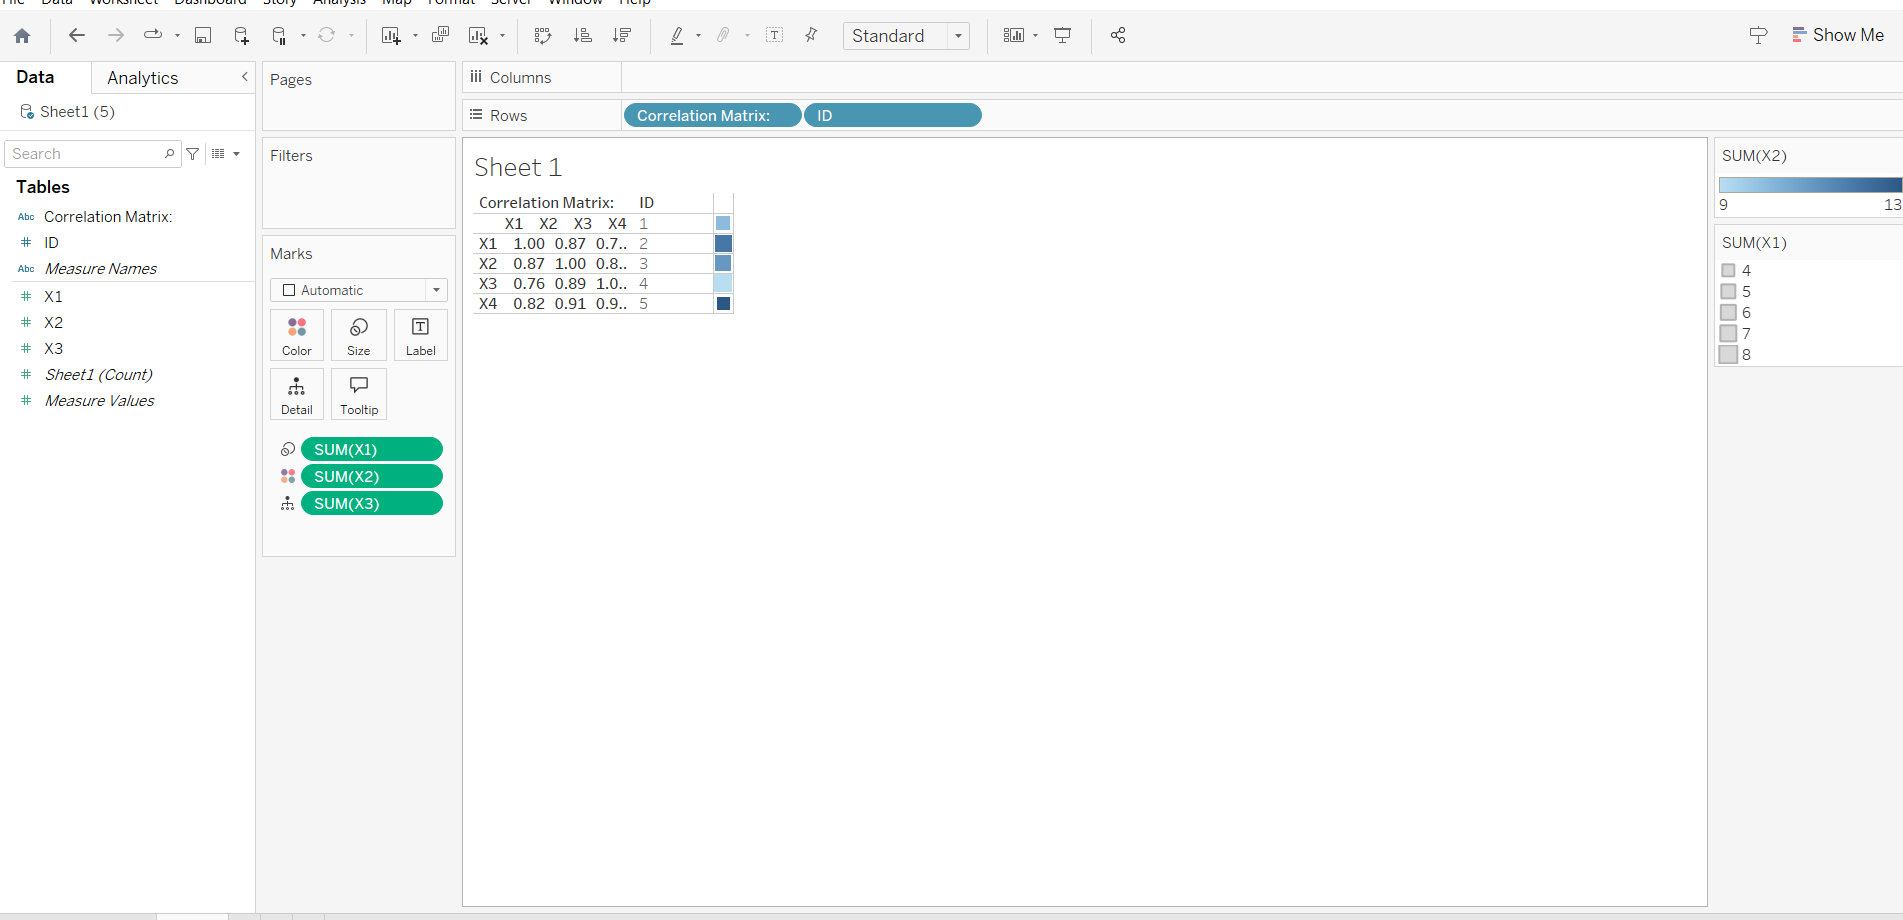 File Data Worksheet Dashboard Story Analysis Map Format Server Window Help
Standard
Show Me
Data Analytics
Sheet1 (5)
Search
Tables
Abc Correlation Matrix:
# ID
Abc Measure Names
# X1
# X2
# X3
# Sheet1 (Count)
# Measure Values
Pages
Filters
Marks
Automatic
Color Size Label
Detail Tooltip
SUM(X1)
SUM(X2)
SUM(X3)
Columns
Rows Correlation Matrix: ID
Sheet 1
Correlation Matrix: ID
X1 X2 X3 X4 1
X1 1.00 0.87 0.7.. 2
X2 0.87 1.00 0.8.. 3
X3 0.76 0.89 1.0.. 4
X4 0.82 0.91 0.9.. 5
SUM(X2)
9 13
SUM(X1)
4
5
6
7
8